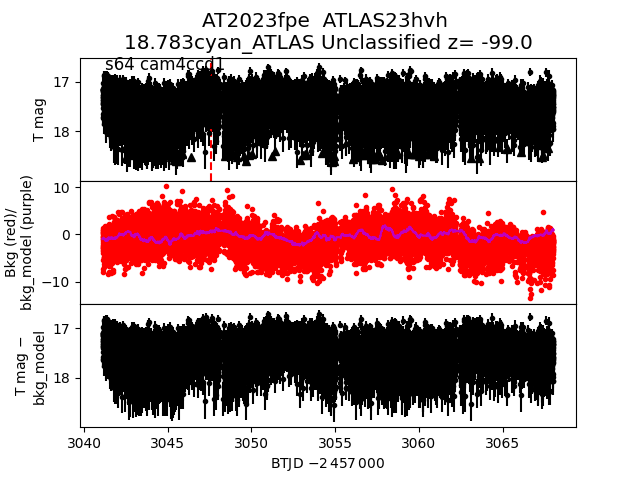 AT2023fpe  ATLAS23hvh
18.783cyan_ATLAS Unclassified z= -99.0
s64 cam4ccd1
T mag
17
18
Bkg (red)/
bkg_model (purple)
10
0
−10
T mag −
bkg_model
17
18
3040
3045
3050
3055
3060
3065
BTJD −2 457 000